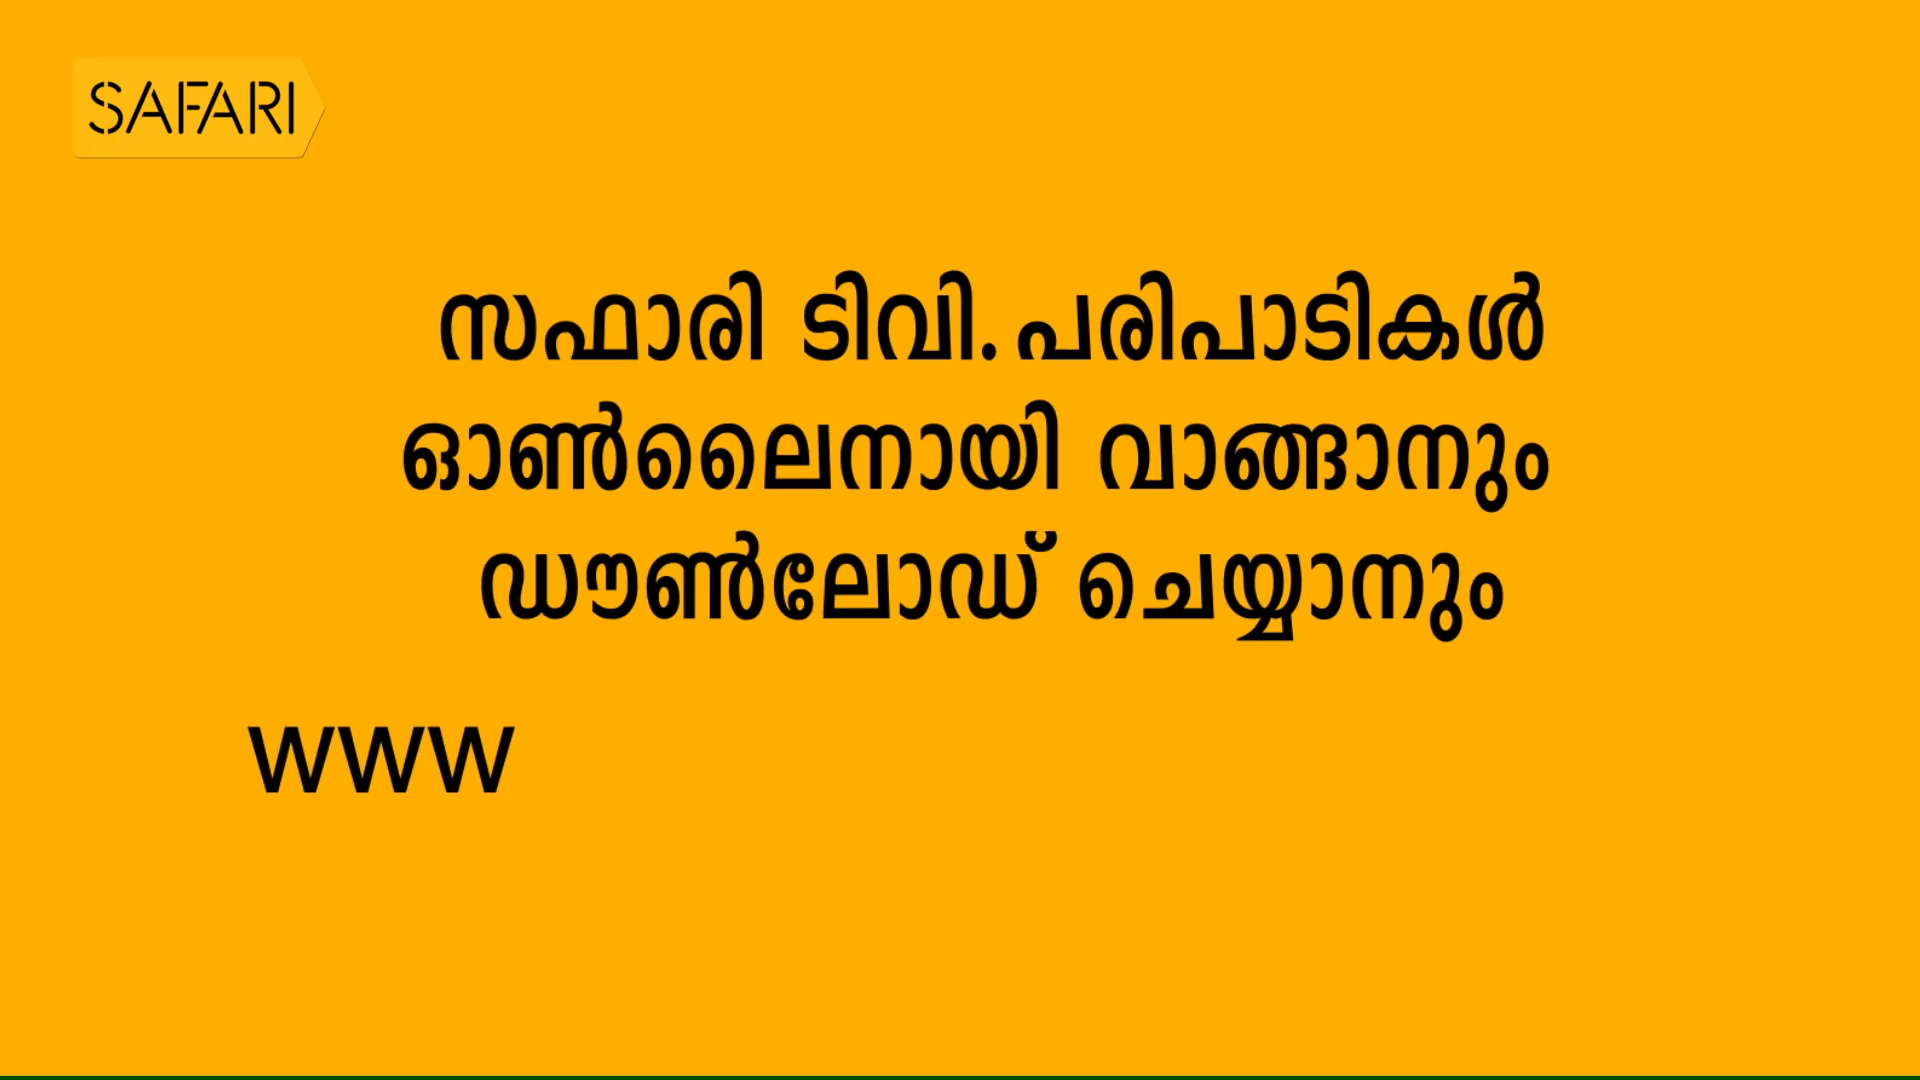 SAFARI
സഫാരി ടിവി.പരിപാടികൾ
ഓൺലൈനായി വാങ്ങാനും
ഡൗൺലോഡ് ചെയ്യാനും
www